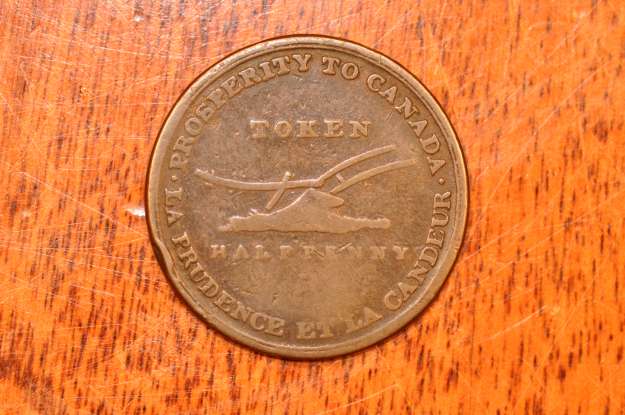 · PROSPERITY TO CANADA ·
TOKEN
HALFPENNY
LA PRUDENCE ET LA CANDEUR